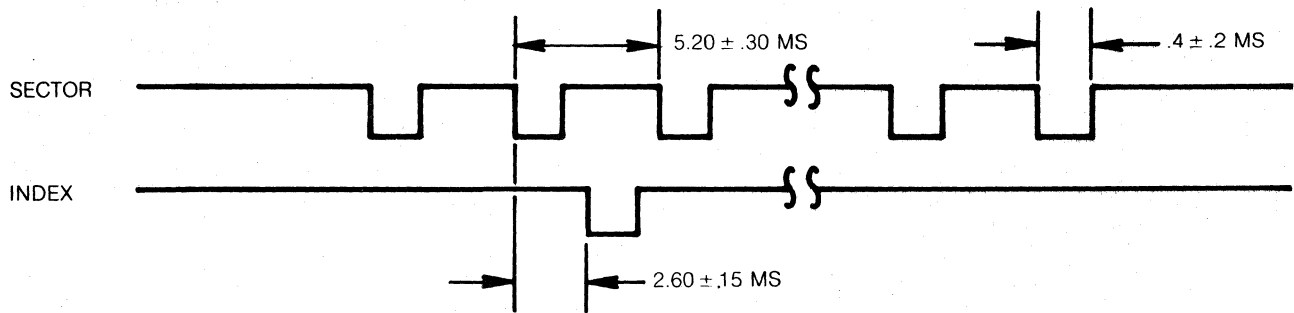 5.20 ± .30 MS
.4 ± .2 MS
SECTOR
INDEX
2.60 ± .15 MS